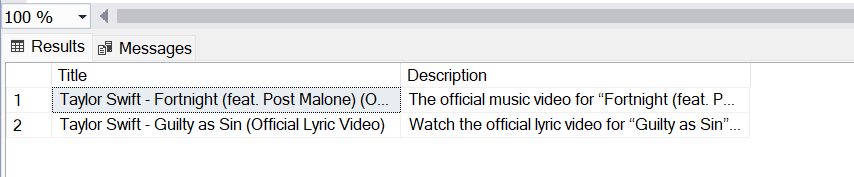 100 %
Results Messages
Title Description
1 Taylor Swift - Fortnight (feat. Post Malone) (O... The official music video for “Fortnight (feat. P...
2 Taylor Swift - Guilty as Sin (Official Lyric Video) Watch the official lyric video for “Guilty as Sin”...